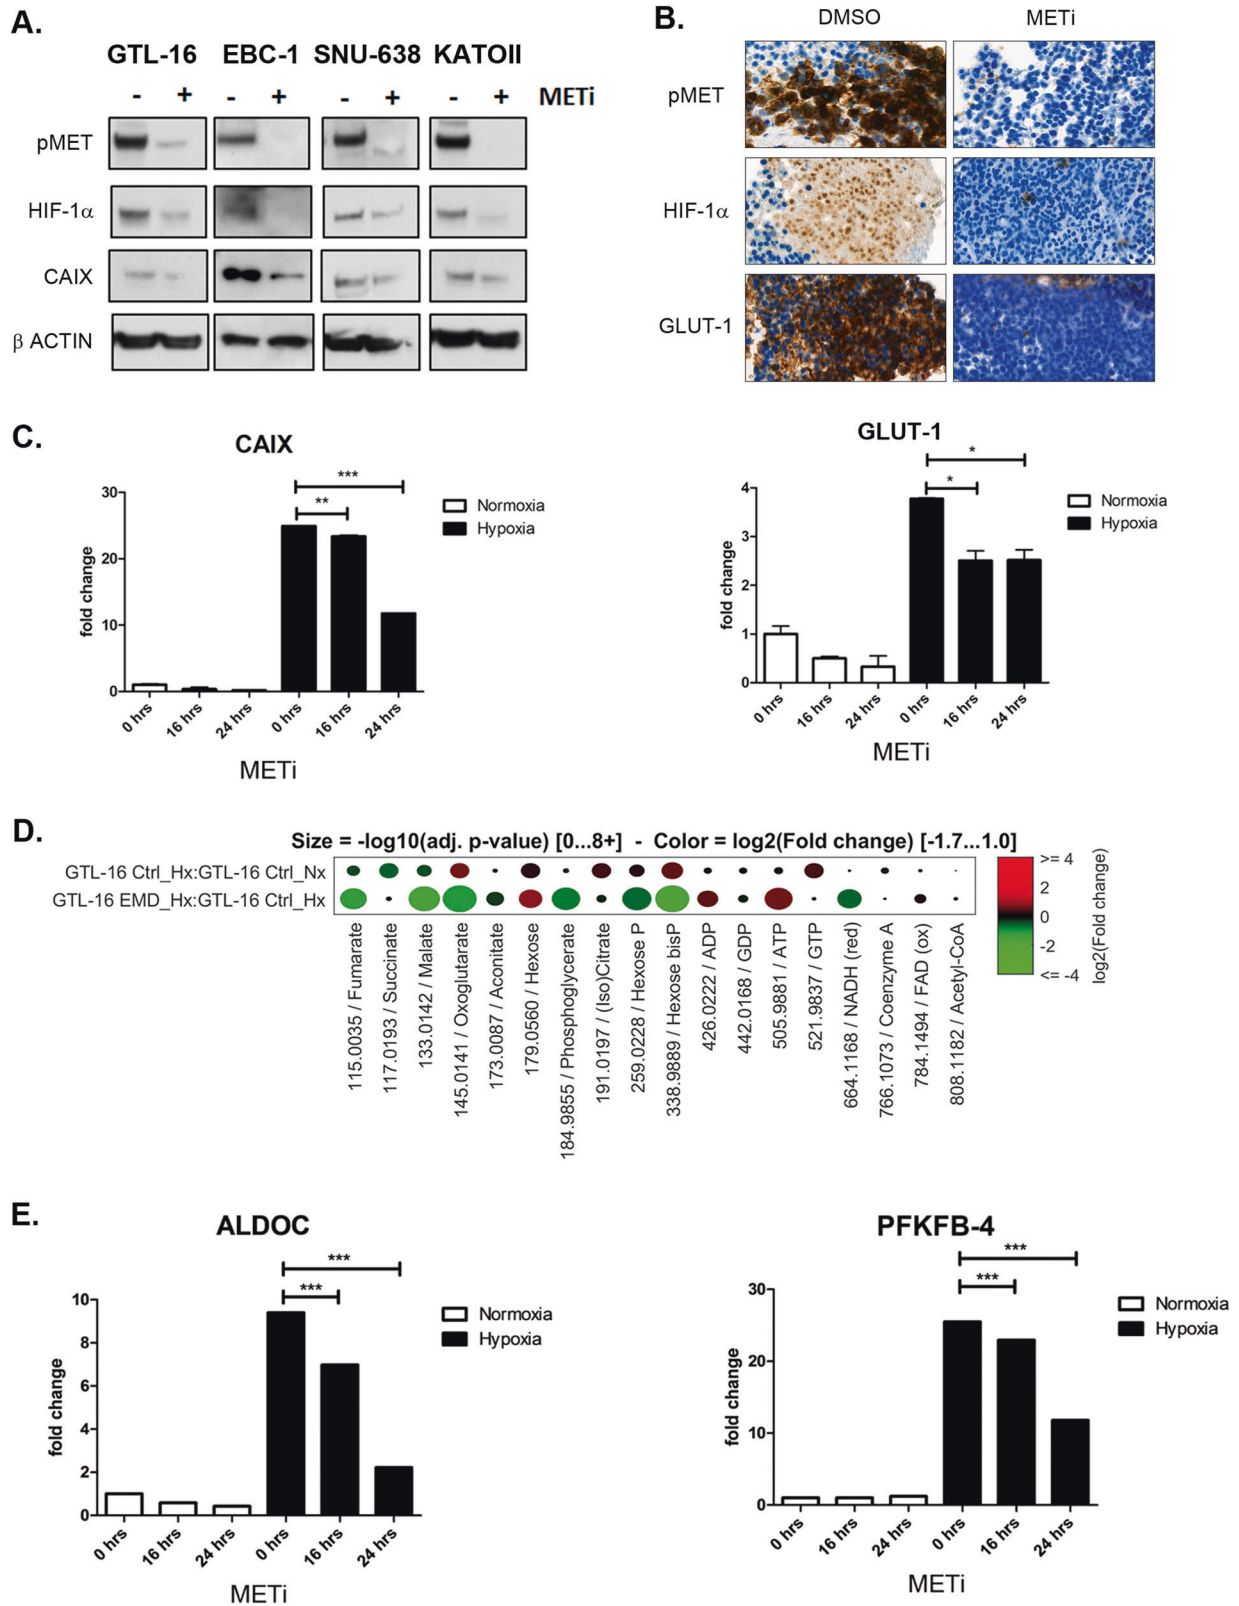 A.
GTL-16 EBC-1 SNU-638 KATOII
- + - + - + - + METi
pMET
HIF-1α
CAIX
β ACTIN
B.
DMSO METi
pMET
HIF-1α
GLUT-1
C.
CAIX
***
**
30
20
10
0
fold change
0 hrs 16 hrs 24 hrs 0 hrs 16 hrs 24 hrs
METi
Normoxia
Hypoxia
GLUT-1
*
*
4
3
2
1
0
fold change
0 hrs 16 hrs 24 hrs 0 hrs 16 hrs 24 hrs
METi
Normoxia
Hypoxia
D.
Size = -log10(adj. p-value) [0...8+] - Color = log2(Fold change) [-1.7...1.0]
GTL-16 Ctrl_Hx:GTL-16 Ctrl_Nx
GTL-16 EMD_Hx:GTL-16 Ctrl_Hx
115.0035 / Fumarate
117.0193 / Succinate
133.0142 / Malate
145.0141 / Oxoglutarate
173.0087 / Aconitate
179.0560 / Hexose
184.9855 / Phosphoglycerate
191.0197 / (Iso)Citrate
259.0228 / Hexose P
338.9889 / Hexose bisP
426.0222 / ADP
442.0168 / GDP
505.9881 / ATP
521.9837 / GTP
664.1168 / NADH (red)
766.1073 / Coenzyme A
784.1494 / FAD (ox)
808.1182 / Acetyl-CoA
>= 4
2
0
-2
<= -4
log2(Fold change)
E.
ALDOC
***
***
10
8
6
4
2
0
fold change
0 hrs 16 hrs 24 hrs 0 hrs 16 hrs 24 hrs
METi
Normoxia
Hypoxia
PFKFB-4
***
***
30
20
10
0
fold change
0 hrs 16 hrs 24 hrs 0 hrs 16 hrs 24 hrs
METi
Normoxia
Hypoxia